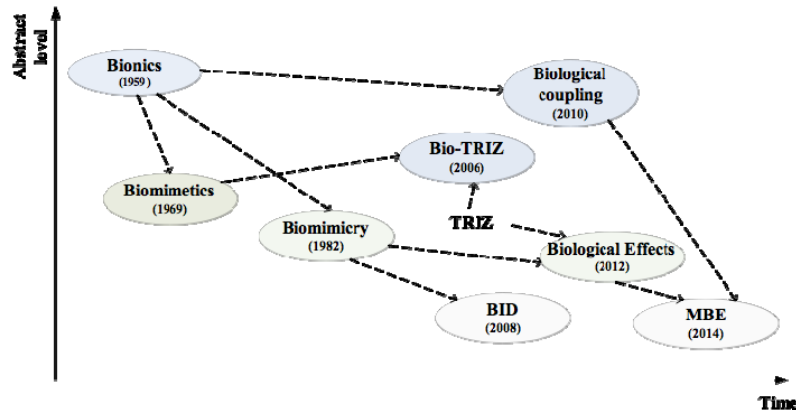 Abstract
level
Bionics
(1959)
Biological
coupling
(2010)
Bio-TRIZ
(2006)
Biomimetics
(1969)
TRIZ
Biomimicry
(1982)
Biological Effects
(2012)
BID
(2008)
MBE
(2014)
Time